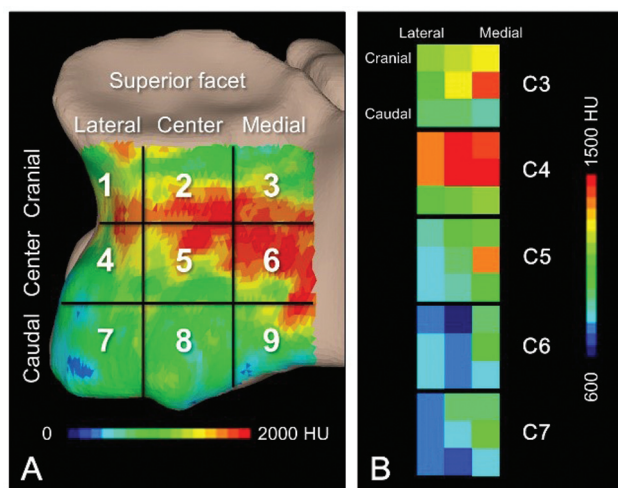 Superior facet
Lateral Center Medial
Cranial
Center
Caudal
1 2 3
4 5 6
7 8 9
0 2000 HU
A
Lateral Medial
Cranial
Caudal
C3
C4
C5
C6
C7
1500 HU
600
B